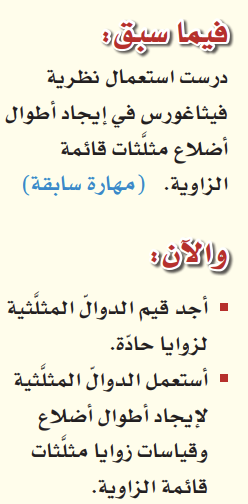 فيما سبق:
درست استعمال نظرية
فيثاغورس في إيجاد أطوال
أضلاع مثلَّثات قائمة
الزاوية. (مهارة سابقة)
والآن:
▪ أجد قيم الدوالّ المثلَّثية
لزوايا حادّة.
▪ أستعمل الدوالّ المثلَّثية
لإيجاد أطوال أضلاع
وقياسات زوايا مثلَّثات
قائمة الزاوية.